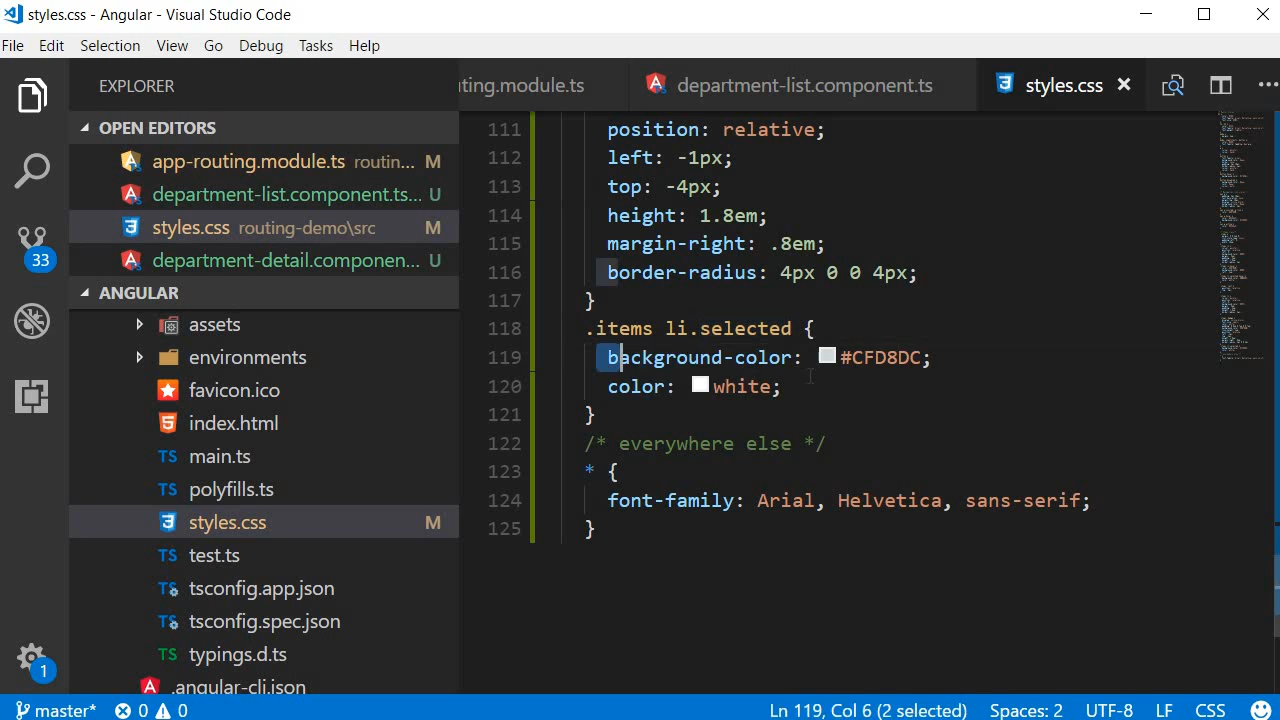 styles.css - Angular - Visual Studio Code
File Edit Selection View Go Debug Tasks Help
EXPLORER
OPEN EDITORS
app-routing.module.ts routin... M
department-list.component.ts... U
styles.css routing-demo\src M
department-detail.componen... U
ANGULAR
assets
environments
favicon.ico
index.html
TS main.ts
TS polyfills.ts
styles.css M
TS test.ts
TS tsconfig.app.json
TS tsconfig.spec.json
TS typings.d.ts
.angular-cli.json
33
1
uting.module.ts department-list.component.ts styles.css
111 position: relative;
112 left: -1px;
113 top: -4px;
114 height: 1.8em;
115 margin-right: .8em;
116 border-radius: 4px 0 0 4px;
117 }
118 .items li.selected {
119 background-color: #CFD8DC;
120 color: white;
121 }
122 /* everywhere else */
123 * {
124 font-family: Arial, Helvetica, sans-serif;
125 }
master* 0 0 Ln 119, Col 6 (2 selected) Spaces: 2 UTF-8 LF CSS